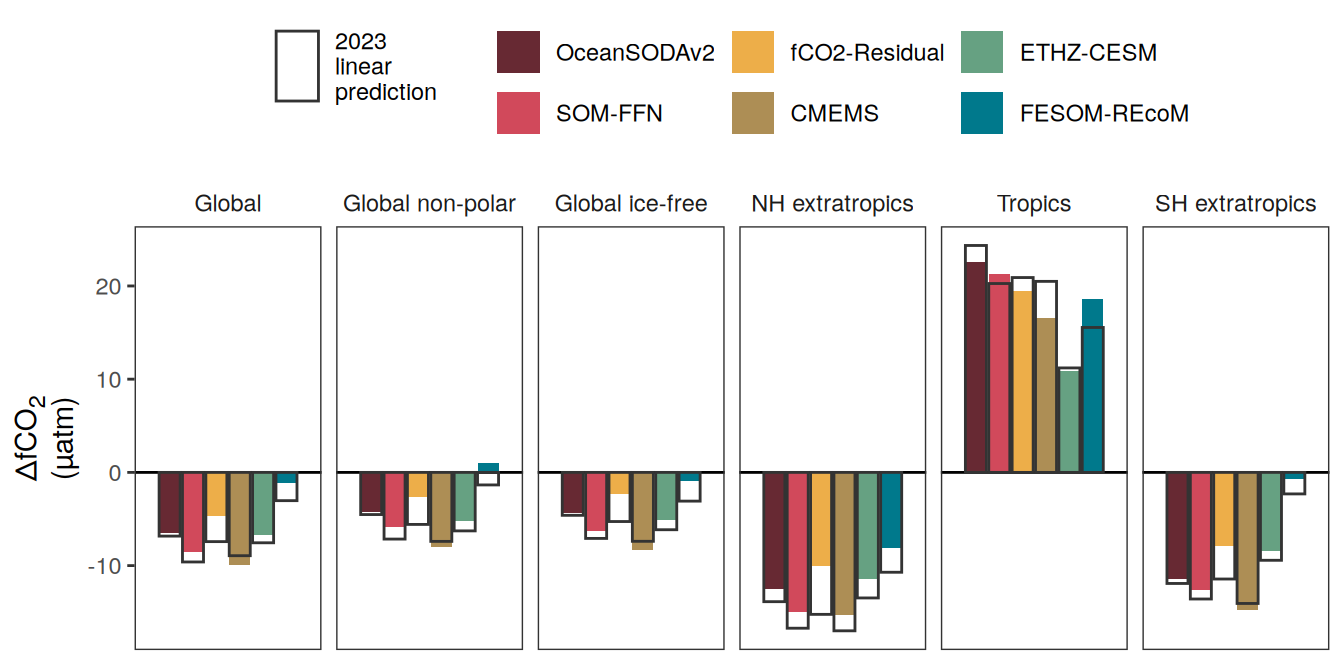 2023
linear
prediction
OceanSODAv2
fCO2-Residual
ETHZ-CESM
SOM-FFN
CMEMS
FESOM-REcoM
Global
Global non-polar
Global ice-free
NH extratropics
Tropics
SH extratropics
ΔfCO₂
(µatm)
20
10
0
-10